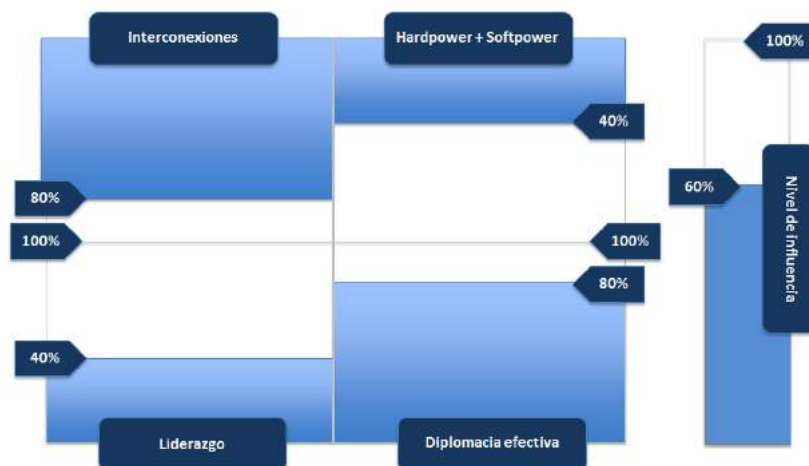 Interconexiones
Hardpower + Softpower
100%
40%
80%
60%
100%
100%
80%
40%
Nivel de influencia
Liderazgo
Diplomacia efectiva